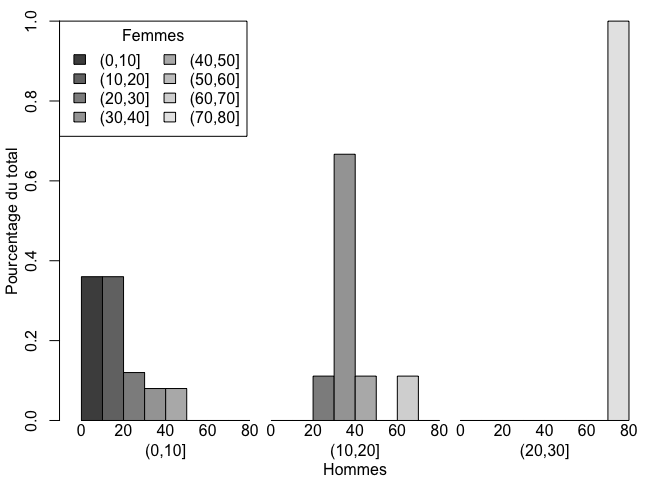 Femmes
(0,10] (40,50]
(10,20] (50,60]
(20,30] (60,70]
(30,40] (70,80]
Pourcentage du total
1.0
0.8
0.6
0.4
0.2
0.0
0 20 40 60 80 0 20 40 60 80 0 20 40 60 80
(0,10] (10,20] (20,30]
Hommes